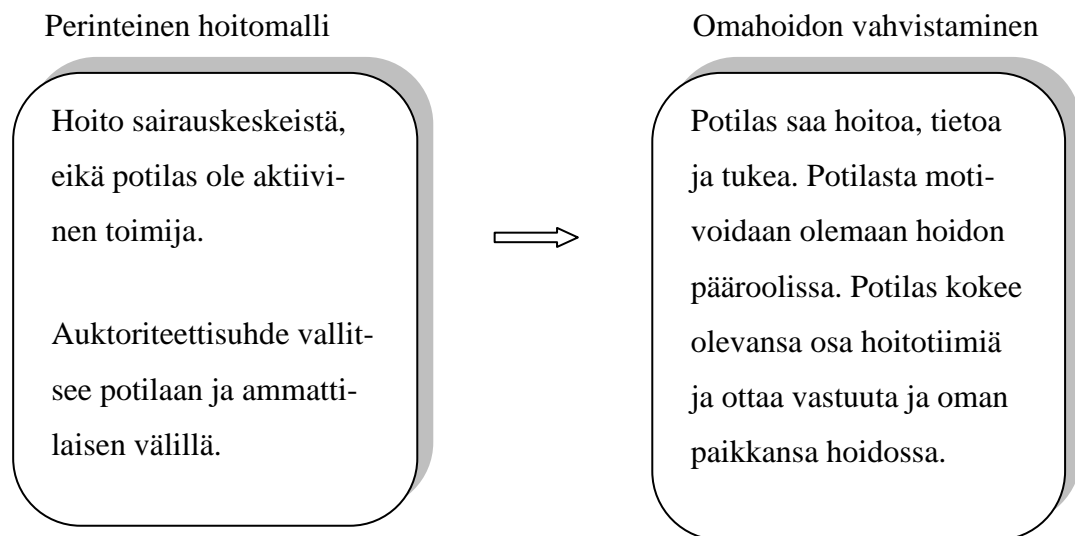 Perinteinen hoitomalli
Hoito sairauskeskeistä,
eikä potilas ole aktiivi-
nen toimija.
Auktoriteettisuhde vallit-
see potilaan ja ammatti-
laisen välillä.
Omahoidon vahvistaminen
Potilas saa hoitoa, tietoa
ja tukea. Potilasta moti-
voidaan olemaan hoidon
pääroolissa. Potilas kokee
olevansa osa hoitotiimiä
ja ottaa vastuuta ja oman
paikkansa hoidossa.